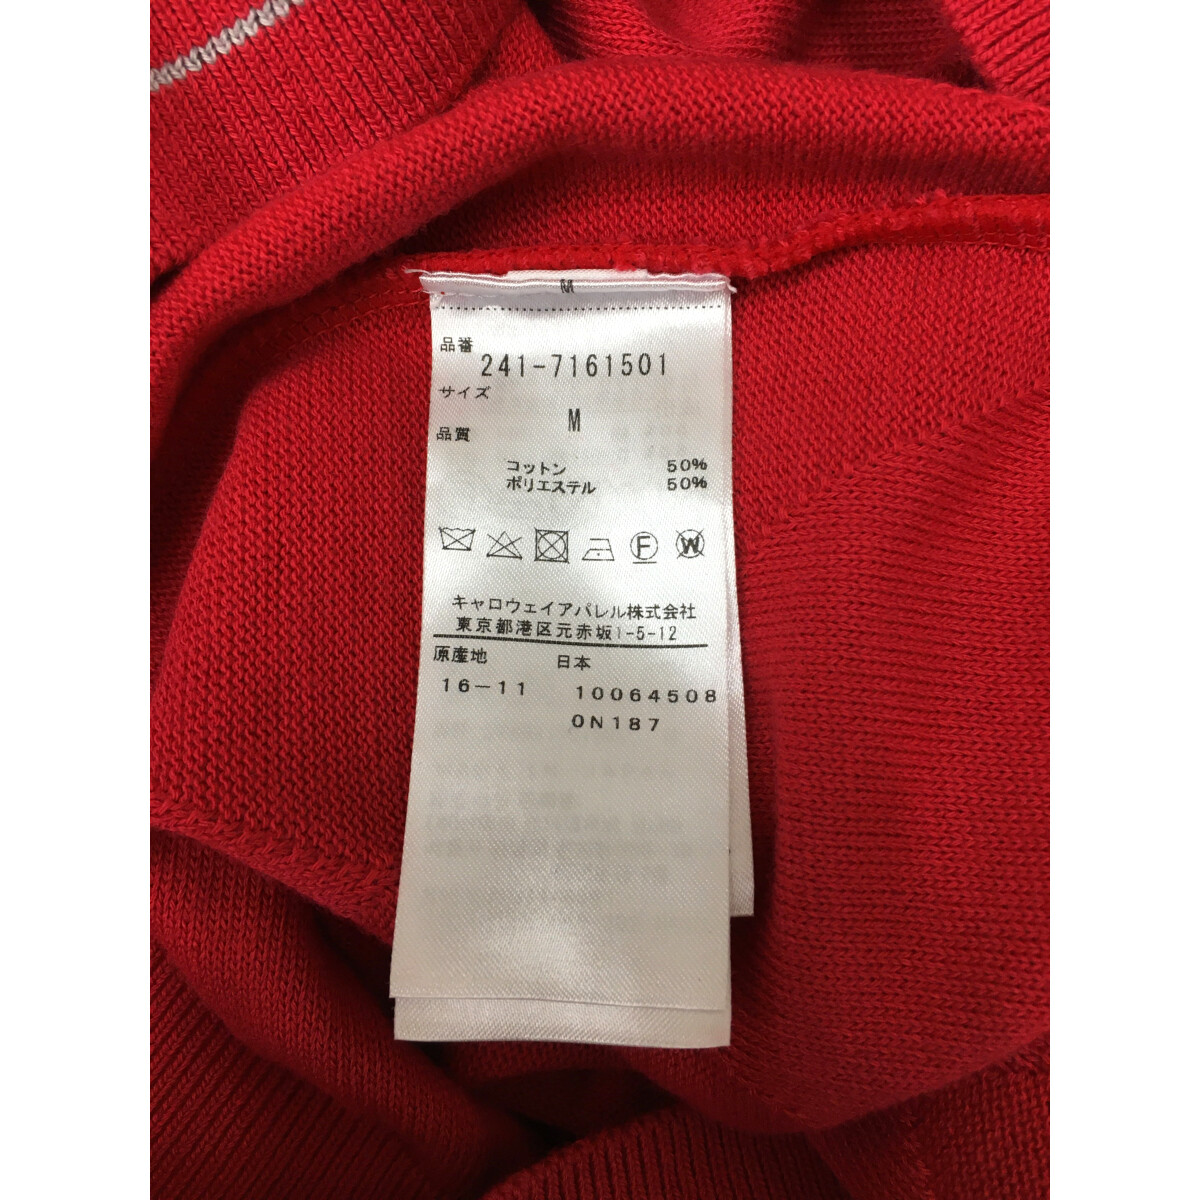 M
品番
241-7161501
サイズ
M
品質
コットン 50%
ポリエステル 50%
F W
キャロウェイアパレル株式会社
東京都港区元赤坂1-5-12
原産地 日本
16-11 10064508
0N187